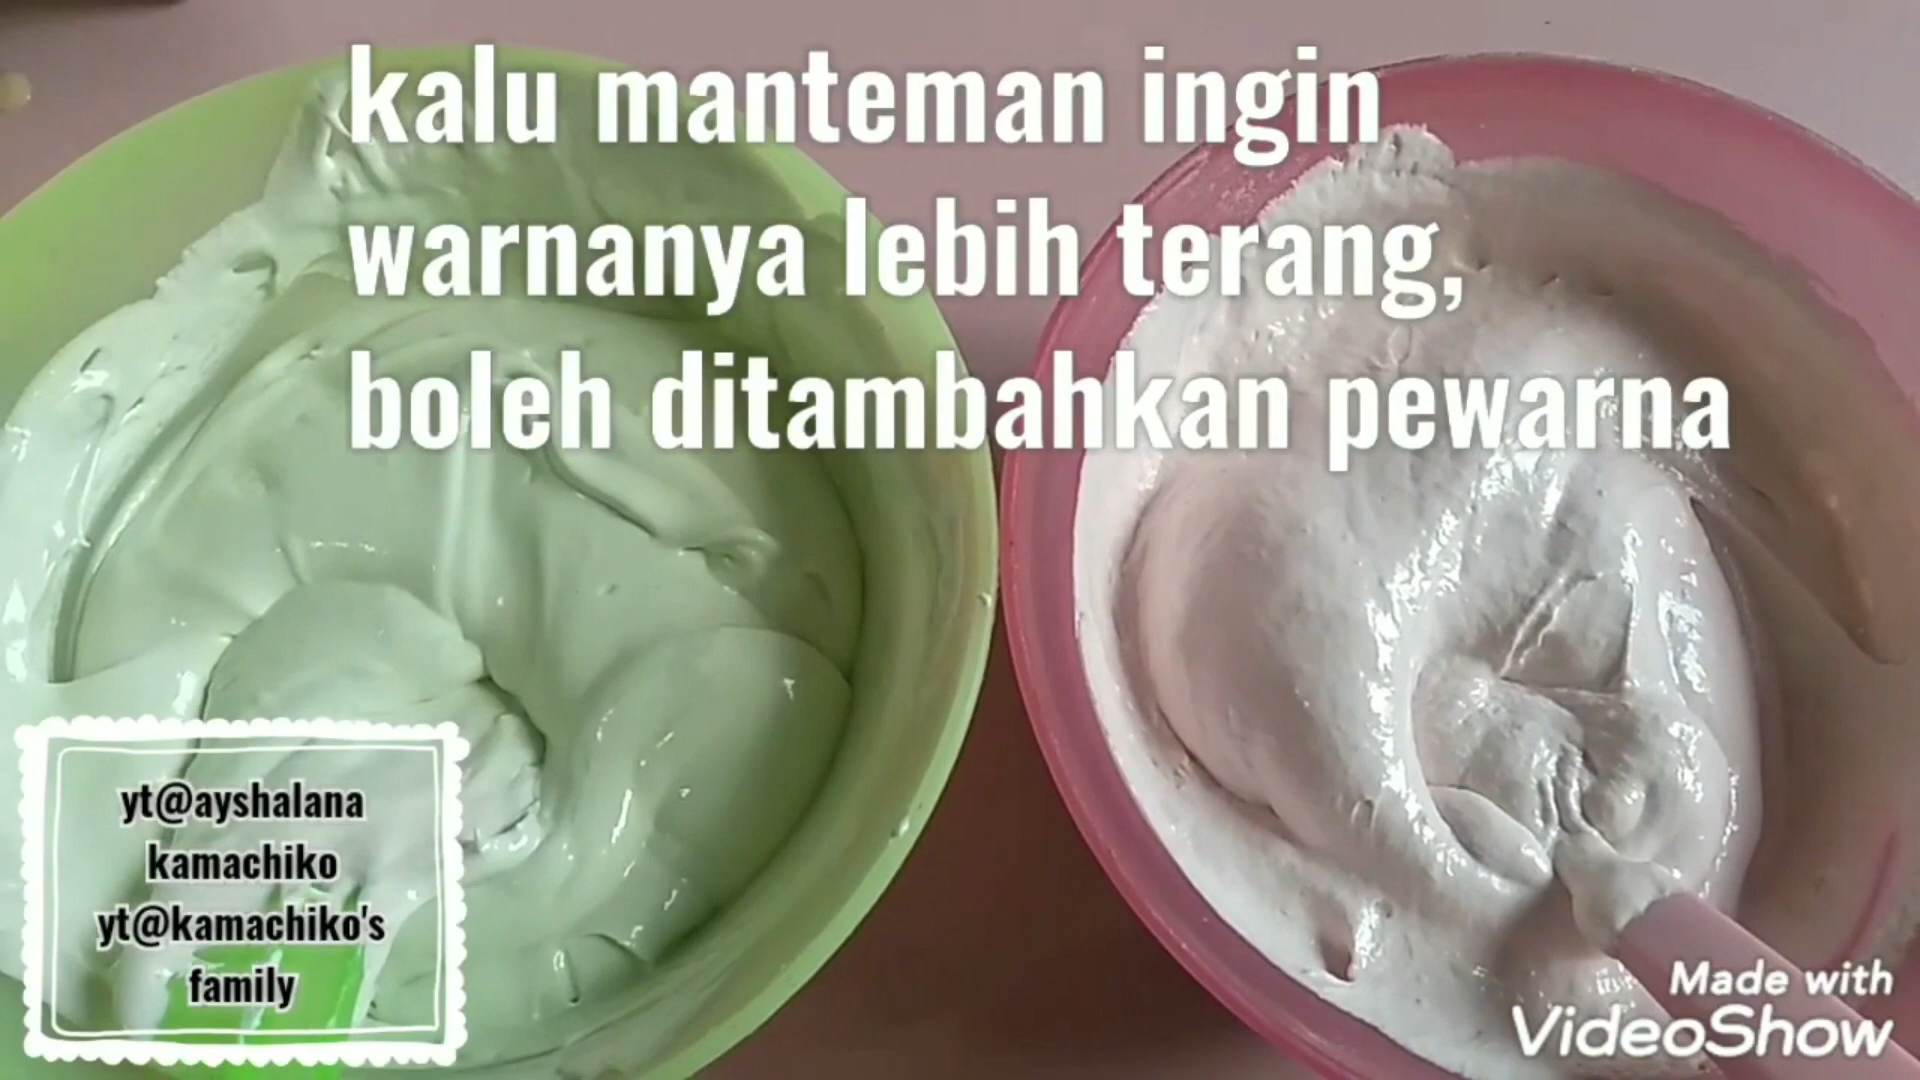 kalu manteman ingin
warnanya lebih terang,
boleh ditambahkan pewarna
yt@ayshalana
kamachiko
yt@kamachiko's
family
Made with
VideoShow